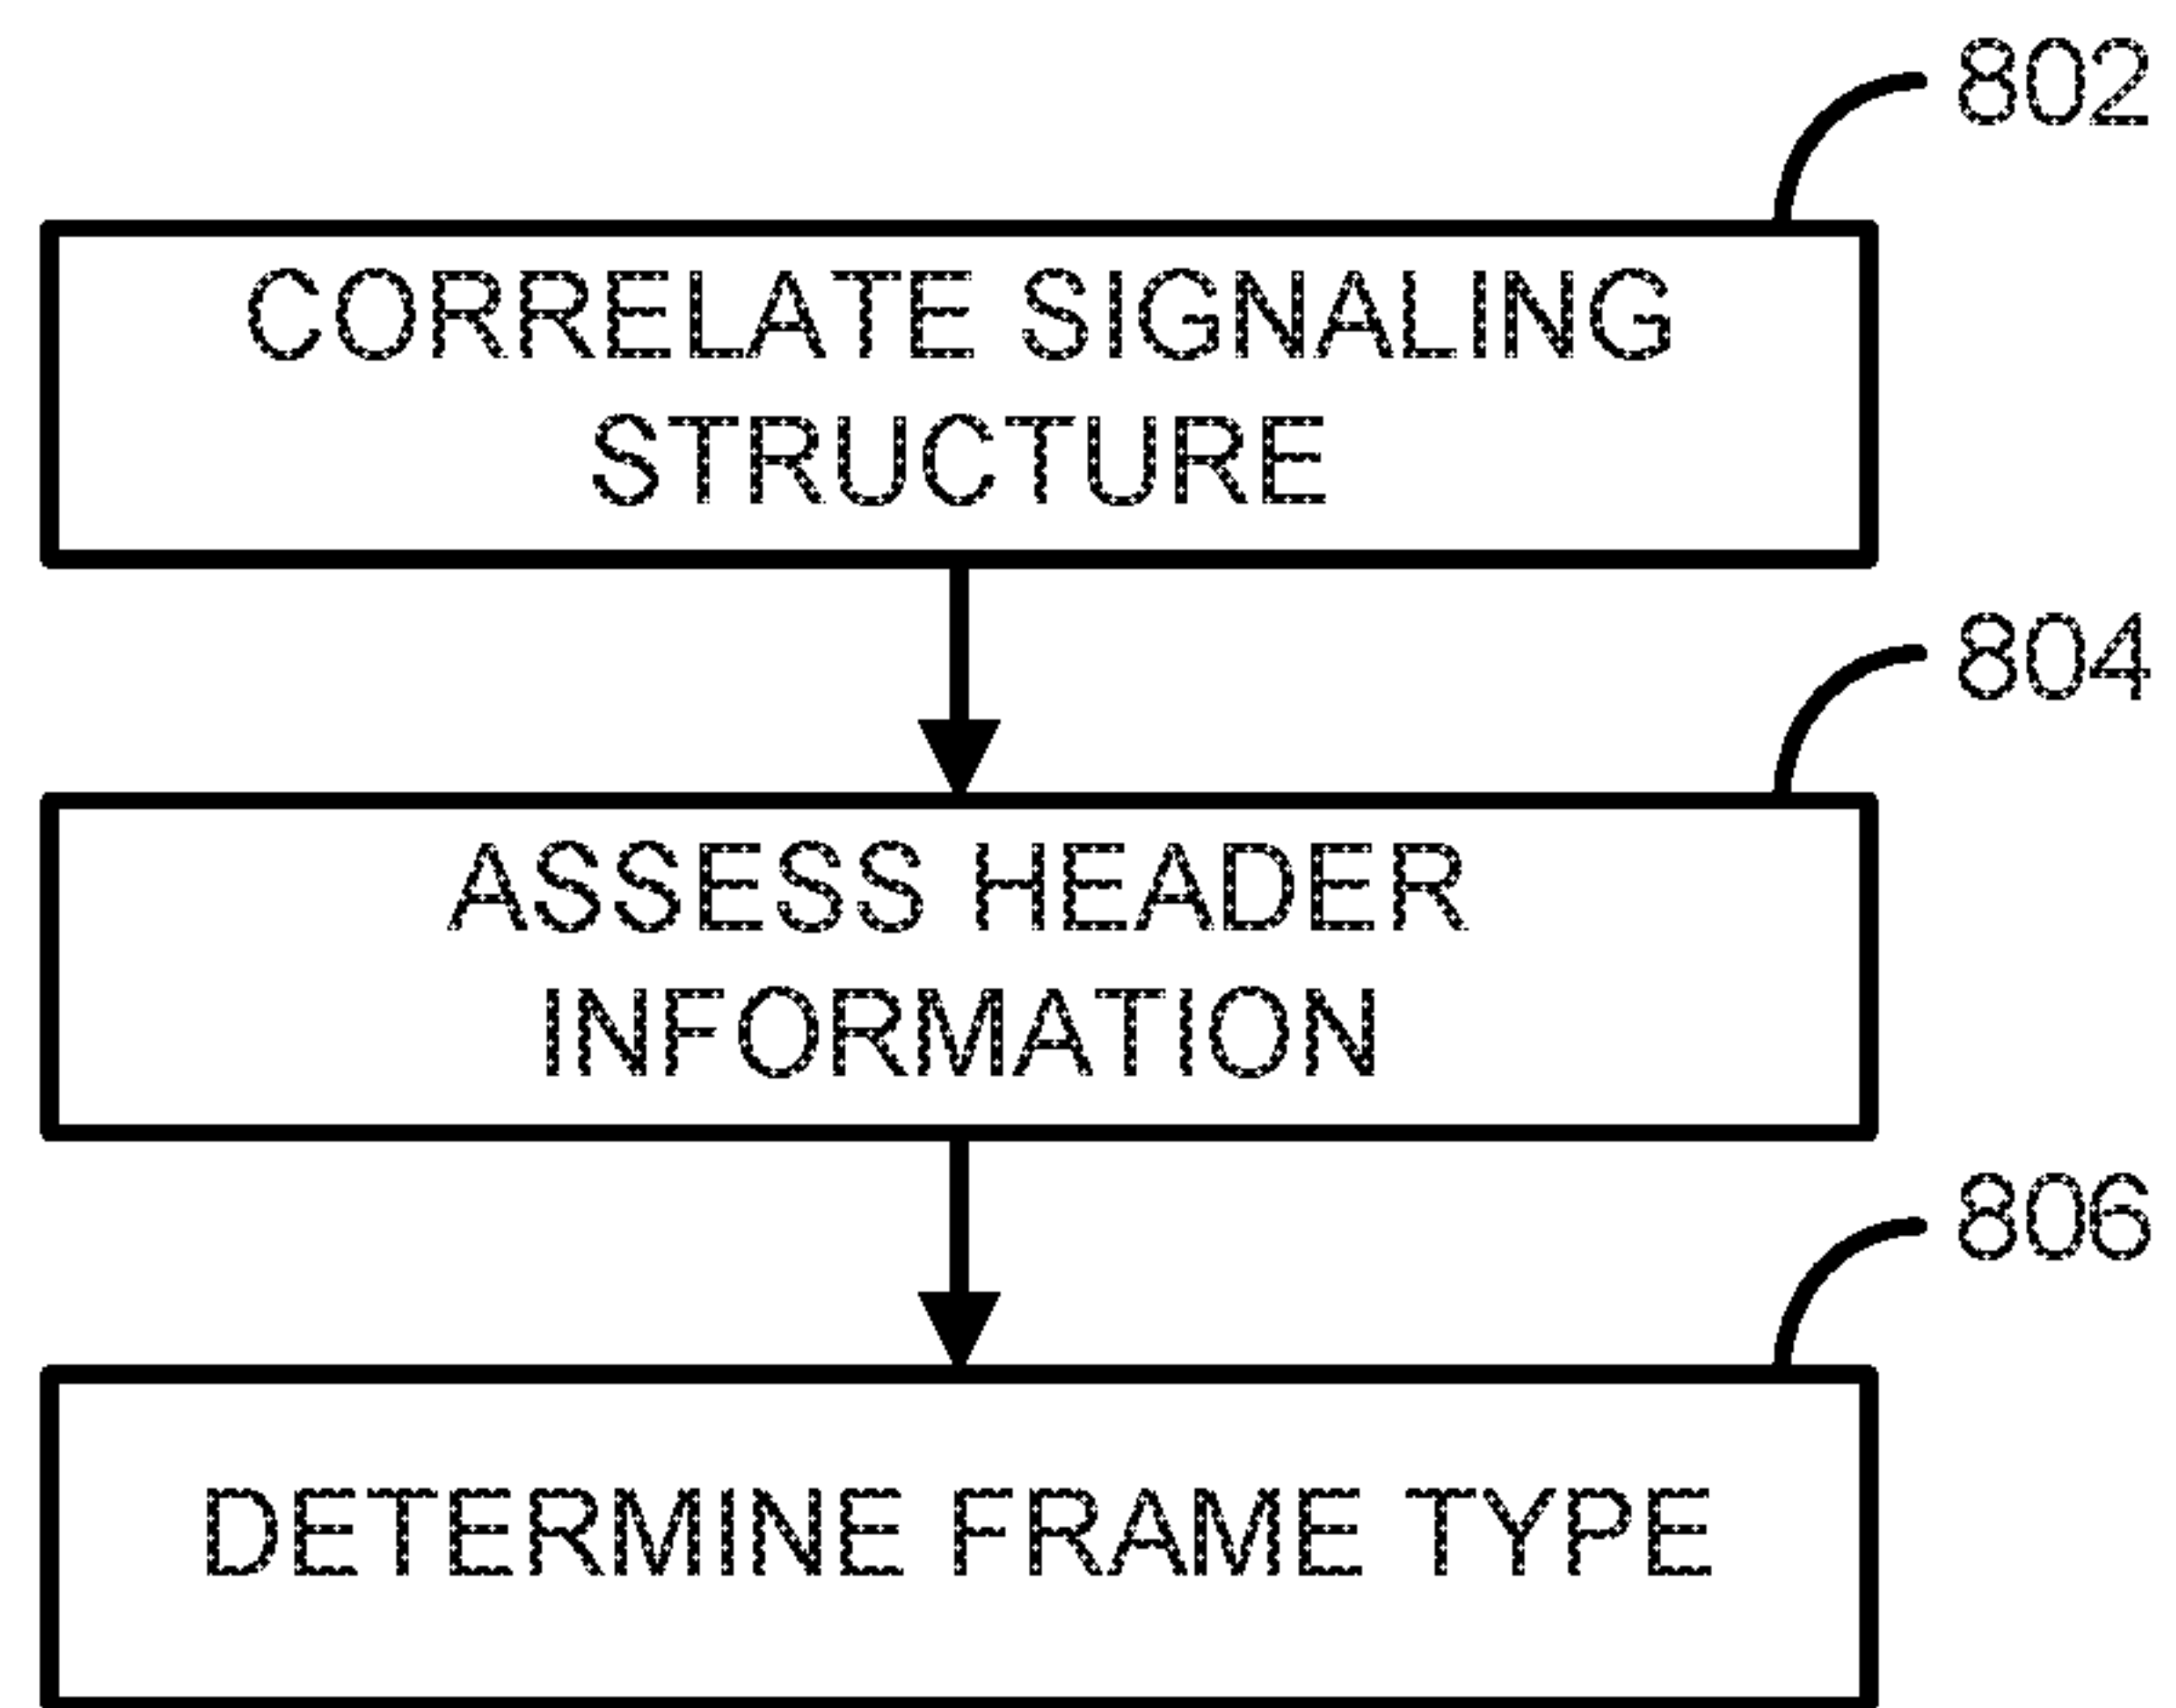 802
CORRELATE SIGNALING
STRUCTURE
804
ASSESS HEADER
INFORMATION
806
DETERMINE FRAME TYPE